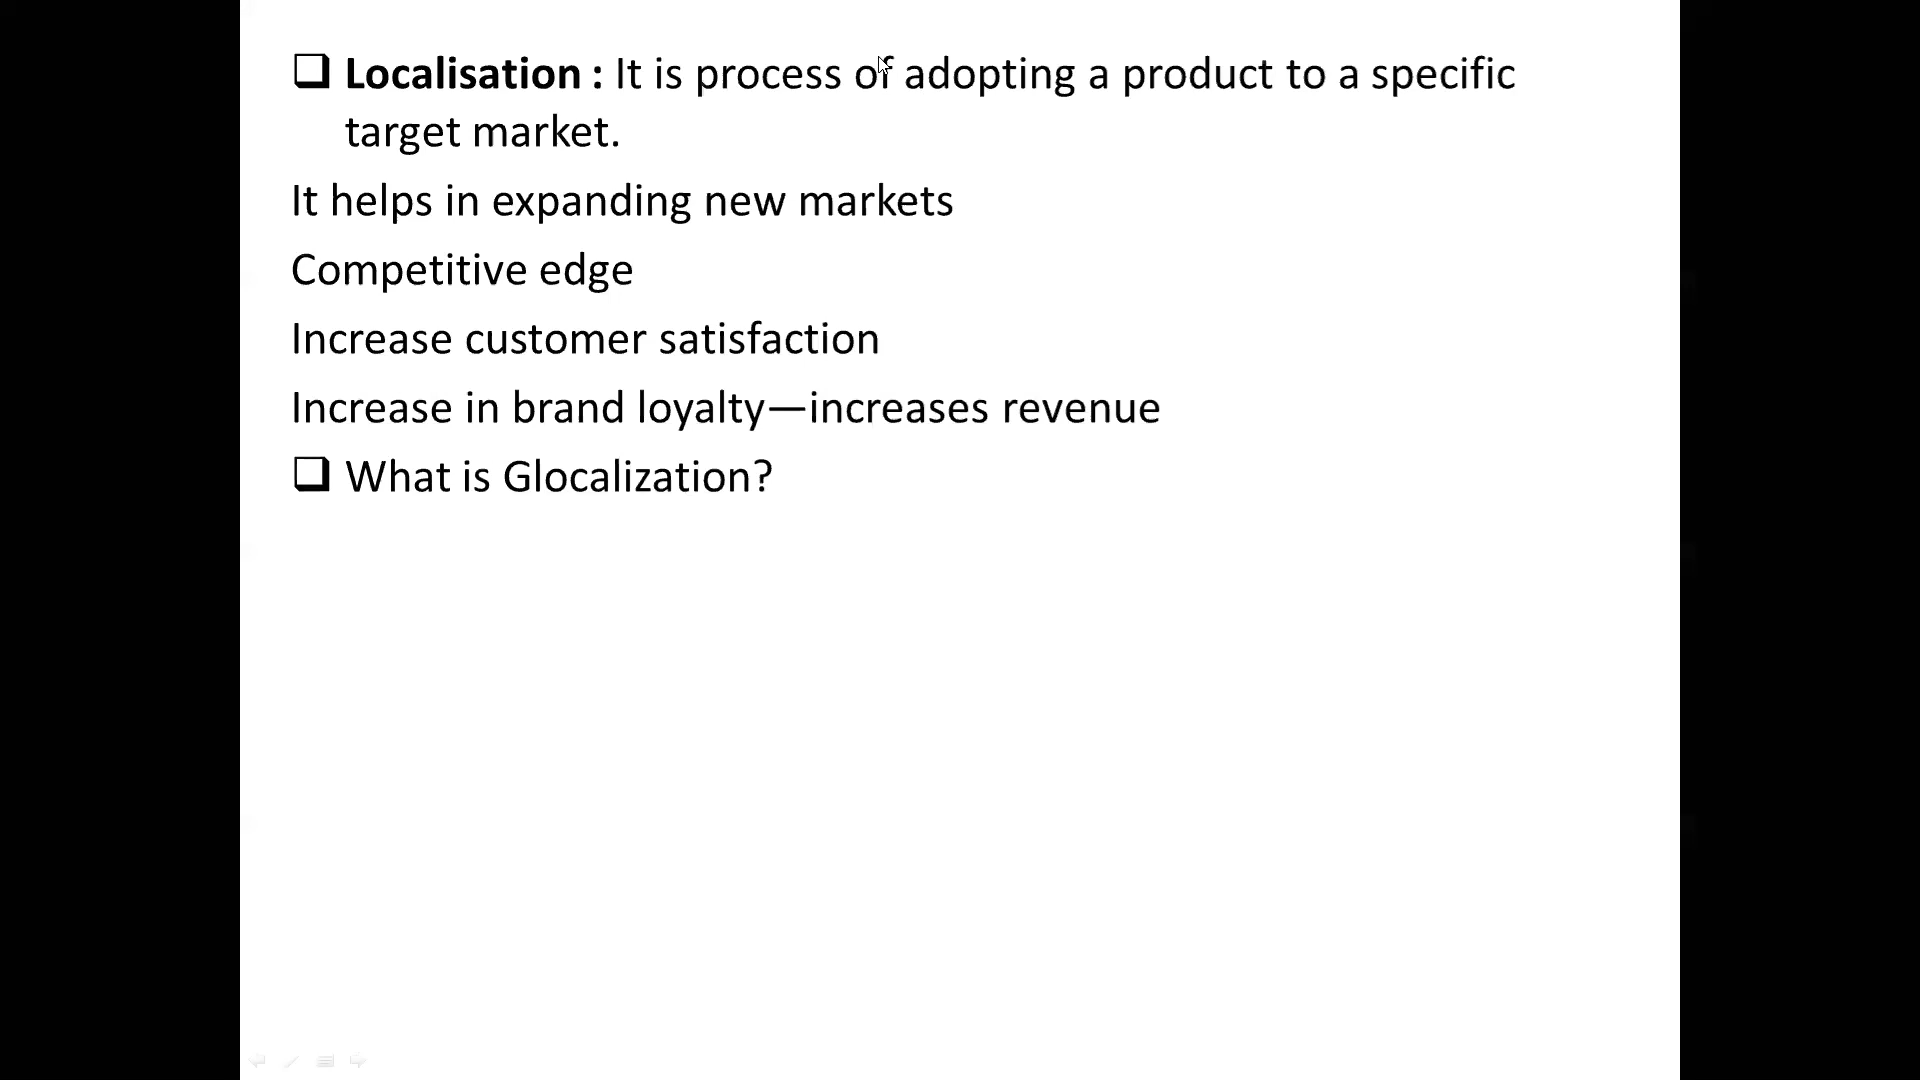 ❑ Localisation : It is process of adopting a product to a specific
target market.
It helps in expanding new markets
Competitive edge
Increase customer satisfaction
Increase in brand loyalty—increases revenue
❑ What is Glocalization?